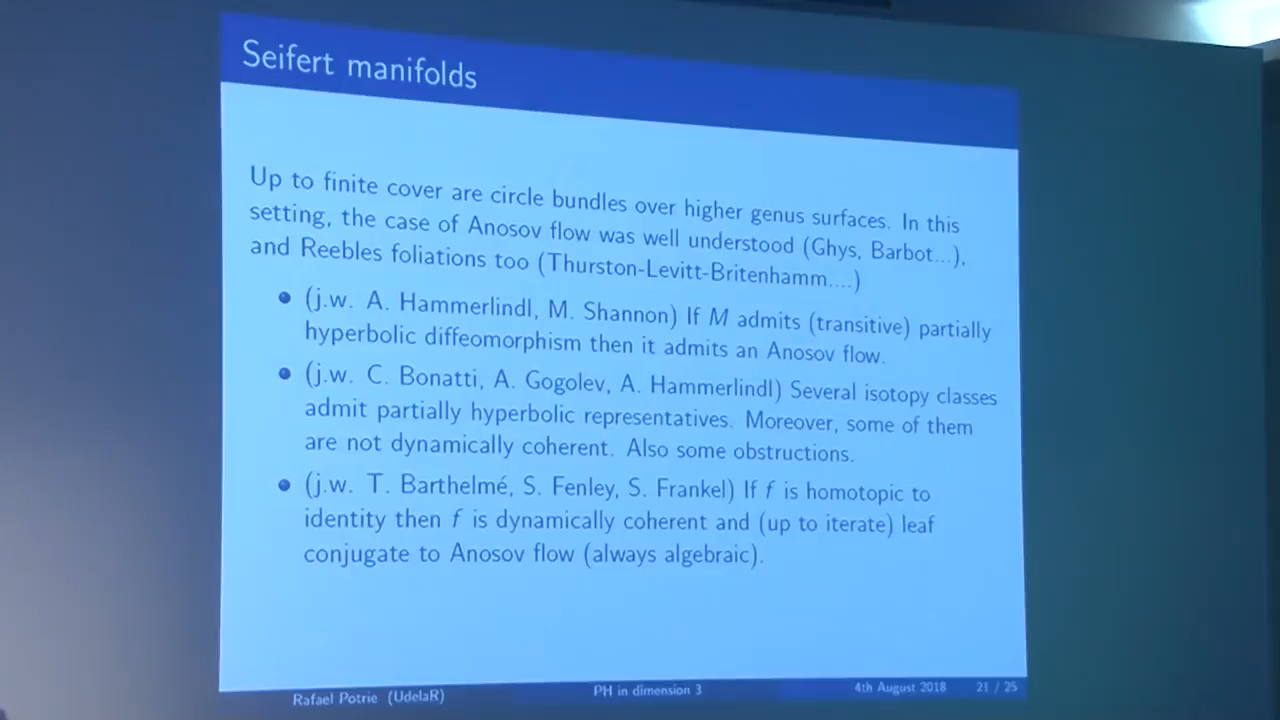 Seifert manifolds
Up to finite cover are circle bundles over higher genus surfaces. In this
setting, the case of Anosov flow was well understood (Ghys, Barbot...),
and Reebles foliations too (Thurston-Levitt-Britenhamm....)
• (j.w. A. Hammerlindl, M. Shannon) If M admits (transitive) partially
hyperbolic diffeomorphism then it admits an Anosov flow.
• (j.w. C. Bonatti, A. Gogolev, A. Hammerlindl) Several isotopy classes
admit partially hyperbolic representatives. Moreover, some of them
are not dynamically coherent. Also some obstructions.
• (j.w. T. Barthelmé, S. Fenley, S. Frankel) If f is homotopic to
identity then f is dynamically coherent and (up to iterate) leaf
conjugate to Anosov flow (always algebraic).
Rafael Potrie (UdelaR) PH in dimension 3 4th August 2018 21 / 25